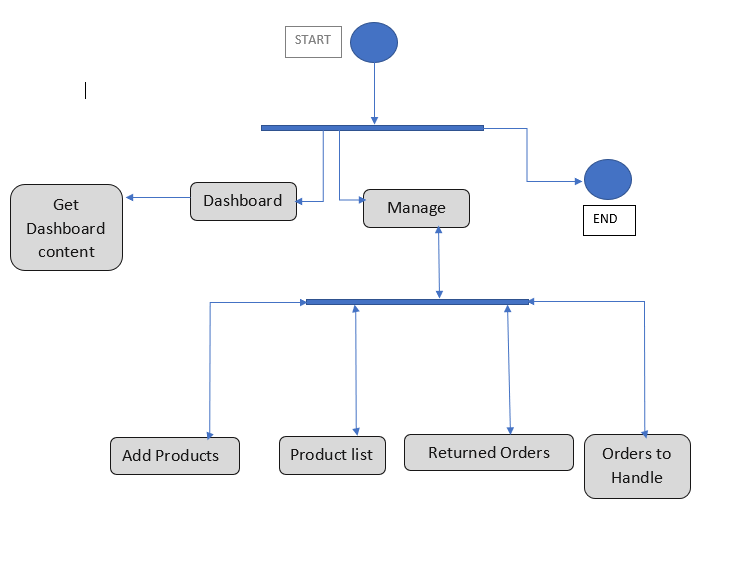 START
END
Dashboard
Get
Dashboard
content
Manage
Add Products
Product list
Returned Orders
Orders to
Handle